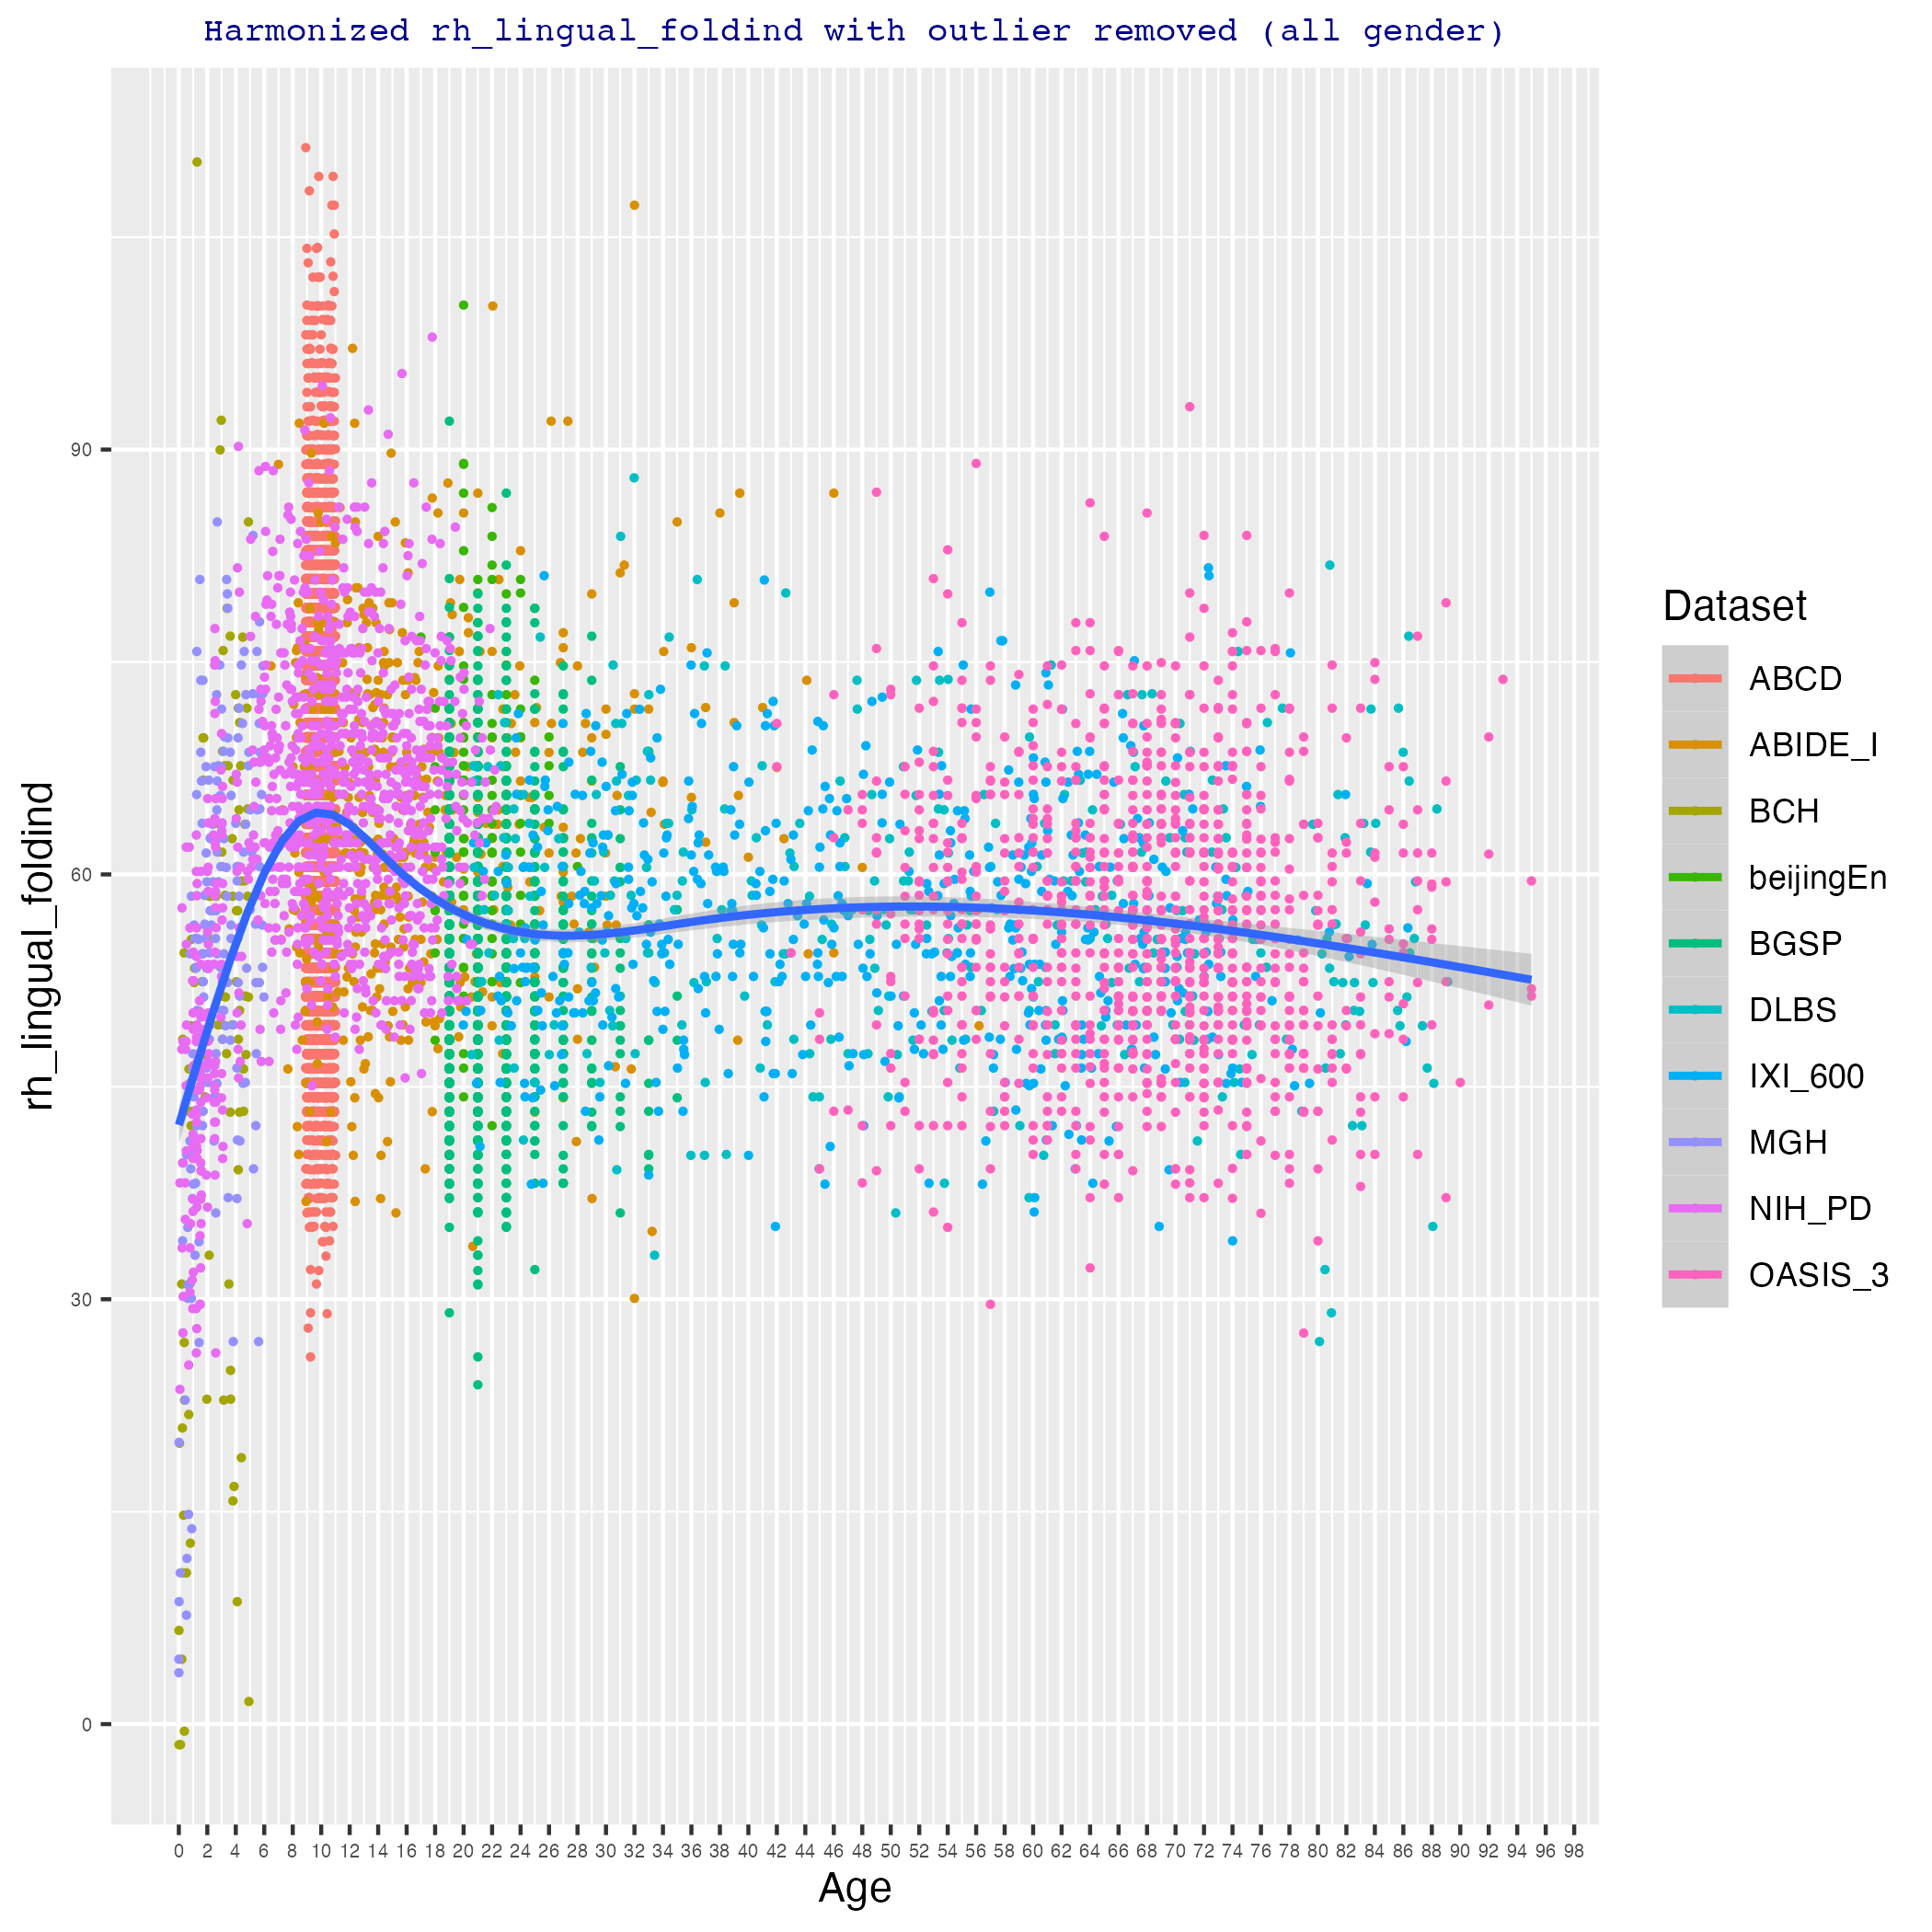 Harmonized rh_lingual_foldind with outlier removed (all gender)
rh_lingual_foldind
90
60
30
0
0 2 4 6 8 10 12 14 16 18 20 22 24 26 28 30 32 34 36 38 40 42 44 46 48 50 52 54 56 58 60 62 64 66 68 70 72 74 76 78 80 82 84 86 88 90 92 94 96 98
Age
Dataset
ABCD
ABIDE_I
BCH
beijingEn
BGSP
DLBS
IXI_600
MGH
NIH_PD
OASIS_3